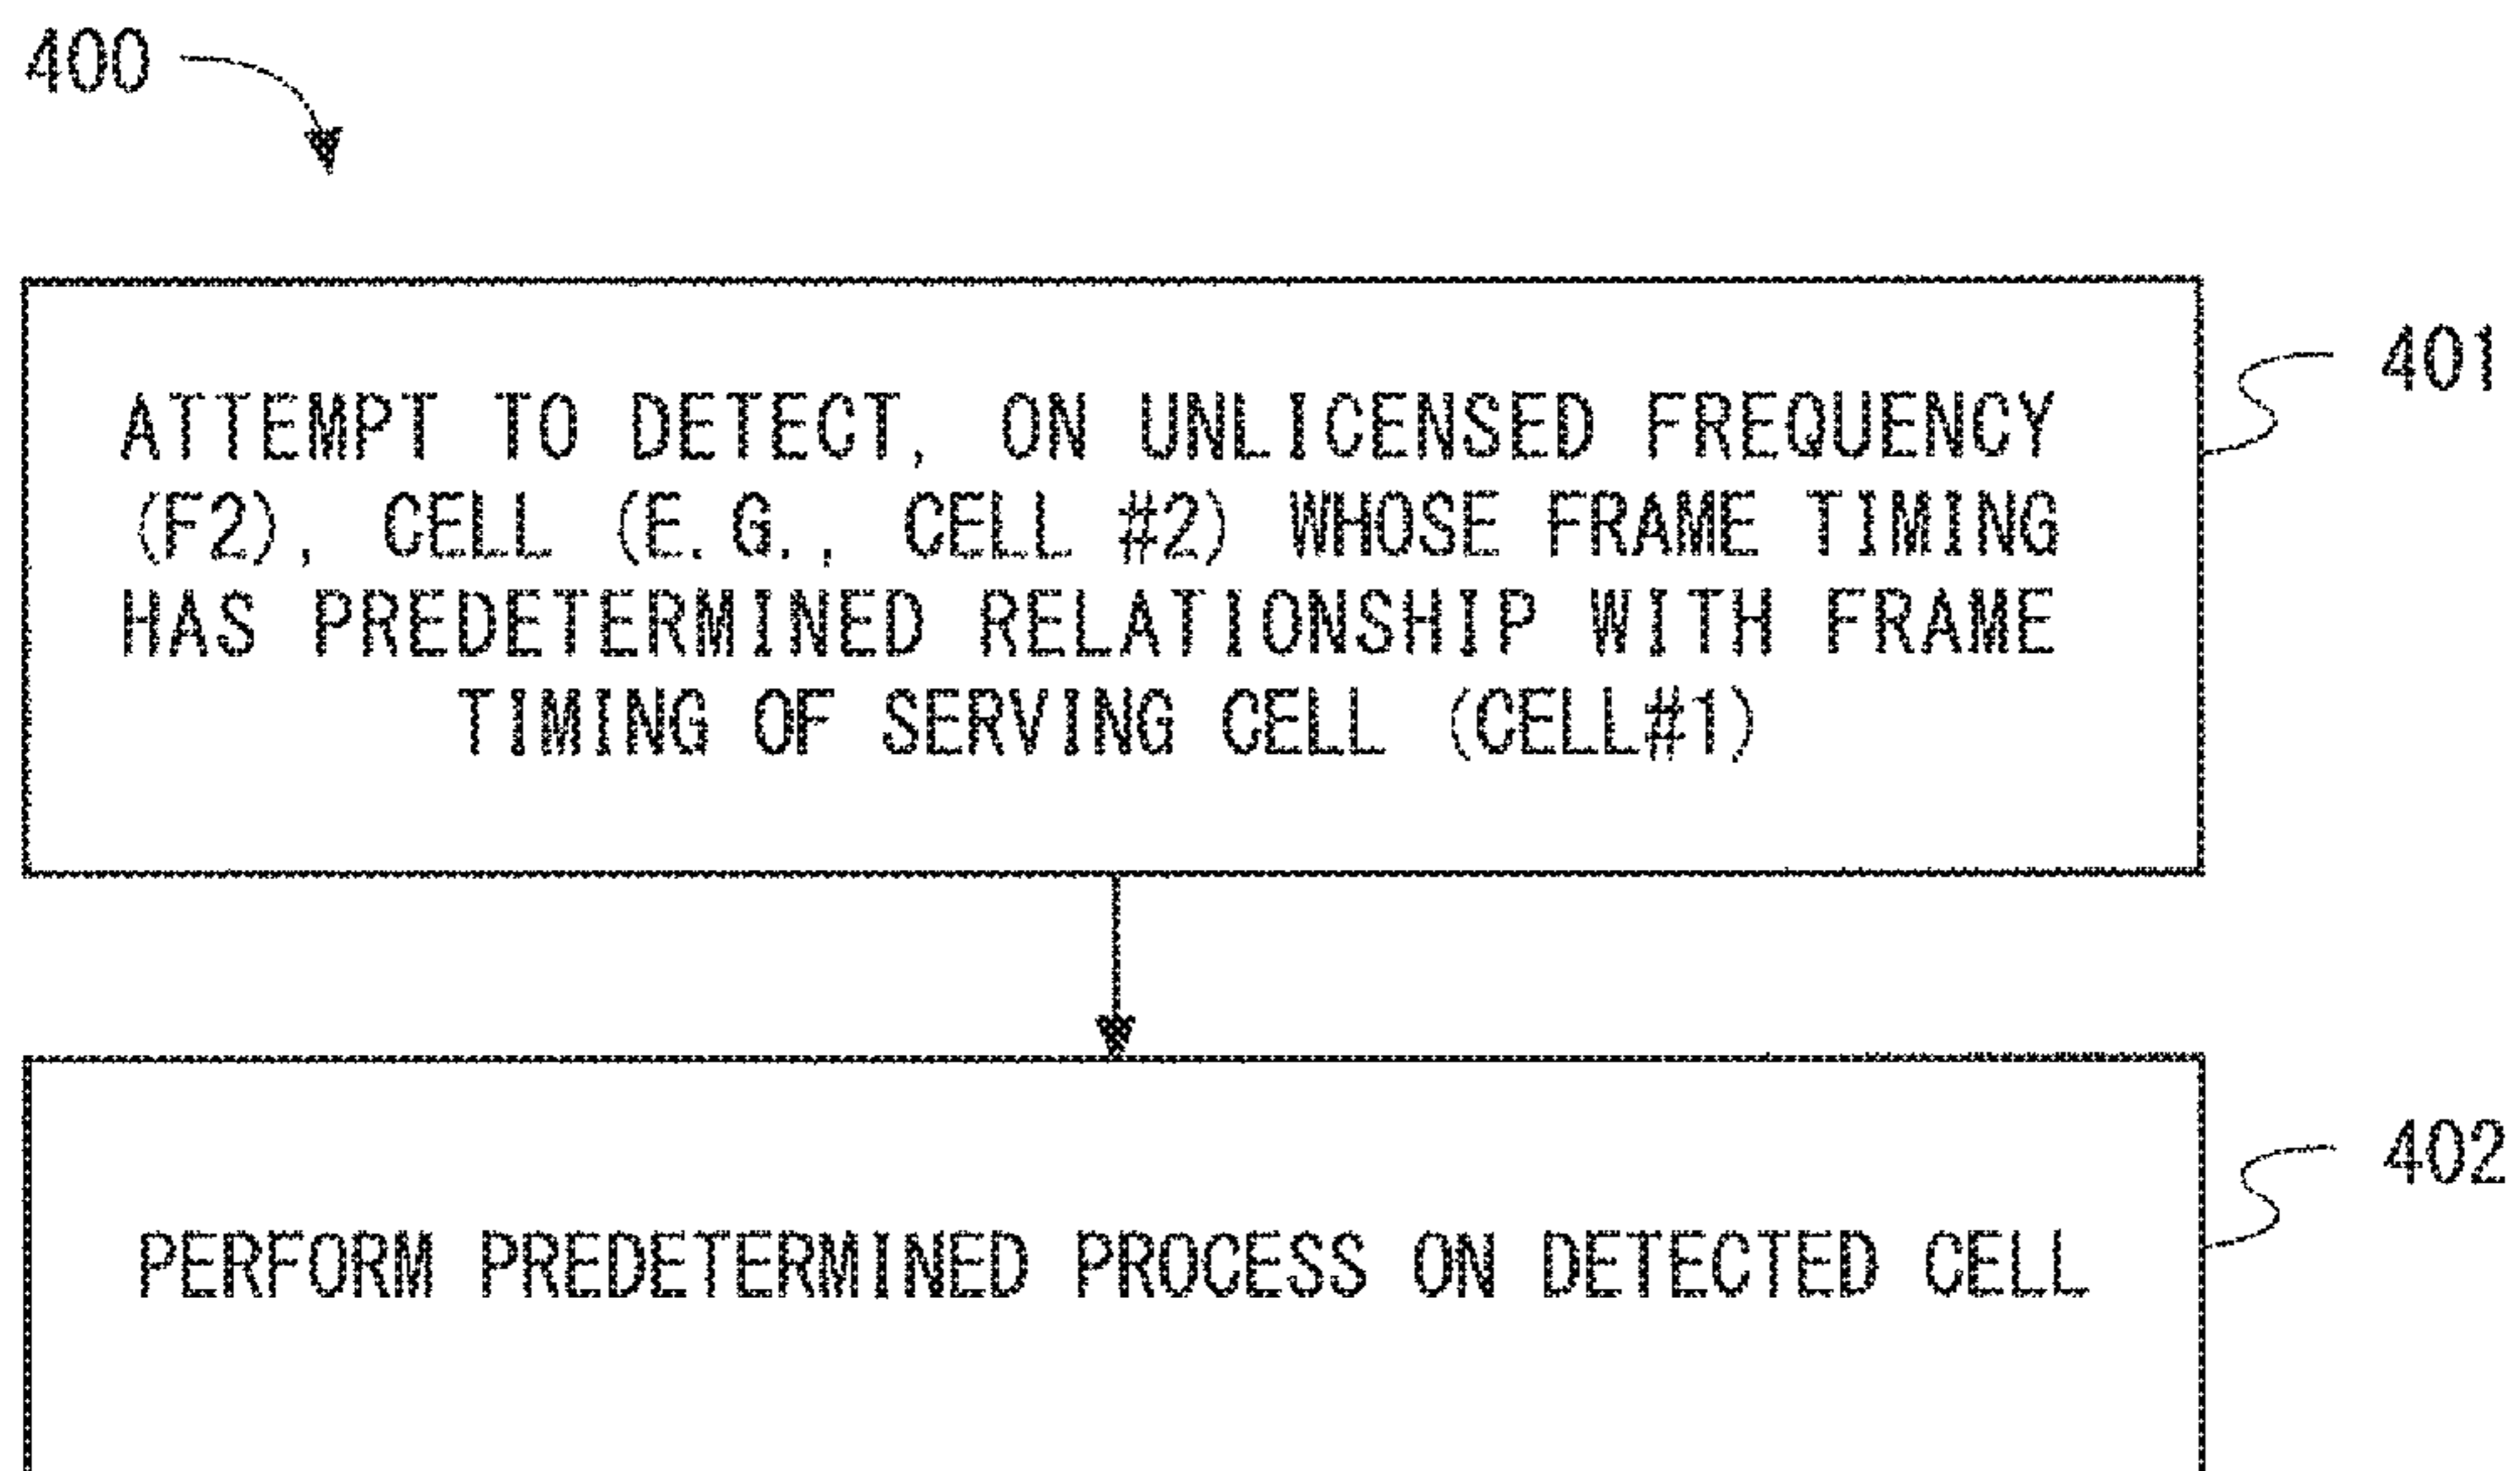 400
401
ATTEMPT TO DETECT, ON UNLICENSED FREQUENCY
(F2), CELL (E.G., CELL #2) WHOSE FRAME TIMING
HAS PREDETERMINED RELATIONSHIP WITH FRAME
TIMING OF SERVING CELL (CELL#1)
402
PERFORM PREDETERMINED PROCESS ON DETECTED CELL